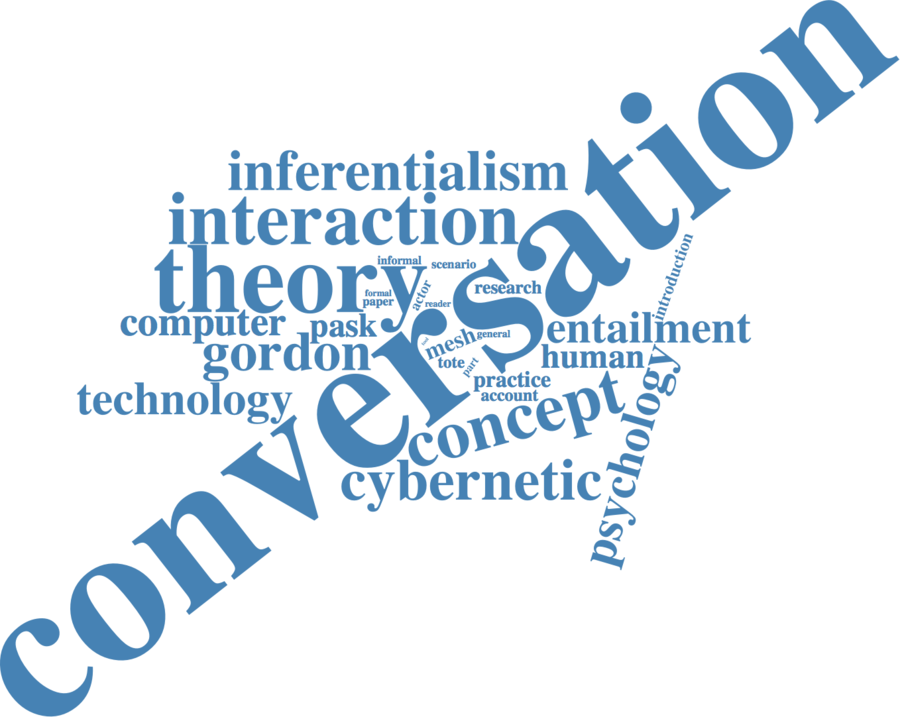 conversation
inferentialism
interaction
theory
informal
scenario
formal
paper
actor
reader
research
introduction
computer
pask
gordon
mesh
general
tote
part
entailment
human
practice
account
technology
concept
psychology
cybernetic